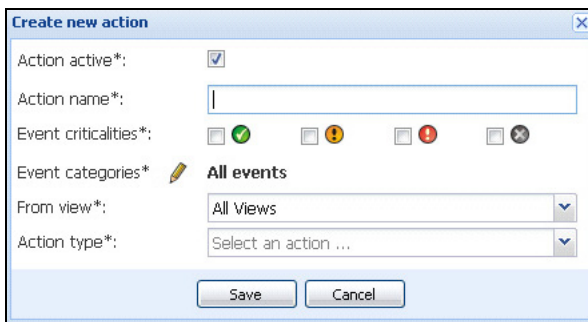 Create new action
Action active*:
Action name*:
Event criticalities*:
Event categories* All events
From view*: All Views
Action type*: Select an action ...
Save Cancel